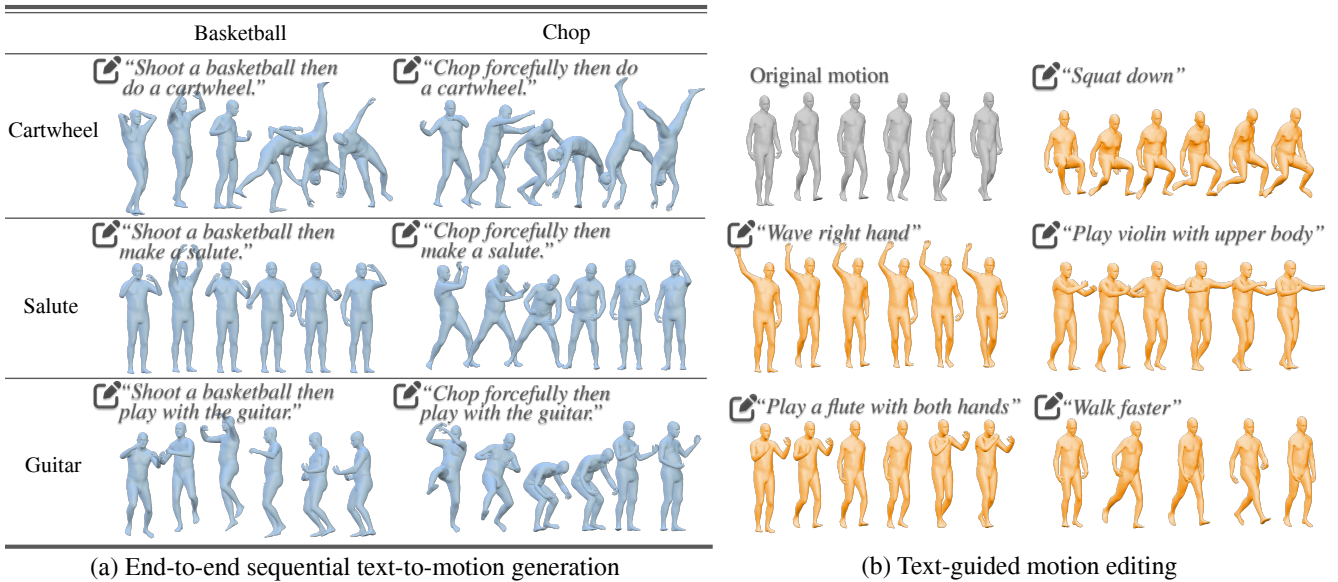 Basketball
Chop
Cartwheel
“Shoot a basketball then
do a cartwheel.”
“Chop forcefully then do
a cartwheel.”
Salute
“Shoot a basketball then
make a salute.”
“Chop forcefully then
make a salute.”
Guitar
“Shoot a basketball then
play with the guitar.”
“Chop forcefully then
play with the guitar.”
(a) End-to-end sequential text-to-motion generation
Original motion
“Squat down”
“Wave right hand”
“Play violin with upper body”
“Play a flute with both hands”
“Walk faster”
(b) Text-guided motion editing